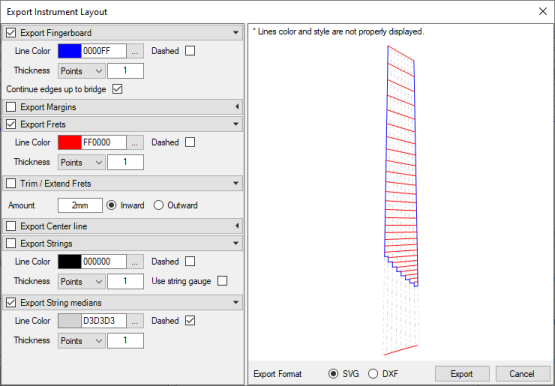 Export Instrument Layout
Export Fingerboard
Line Color 0000FF ... Dashed
Thickness Points 1
Continue edges up to bridge
Export Margins
Export Frets
Line Color FF0000 ... Dashed
Thickness Points 1
Trim / Extend Frets
Amount 2mm Inward Outward
Export Center line
Export Strings
Line Color 000000 ... Dashed
Thickness Points 1 Use string gauge
Export String medians
Line Color D3D3D3 ... Dashed
Thickness Points 1
* Lines color and style are not properly displayed.
Export Format SVG DXF Export Cancel